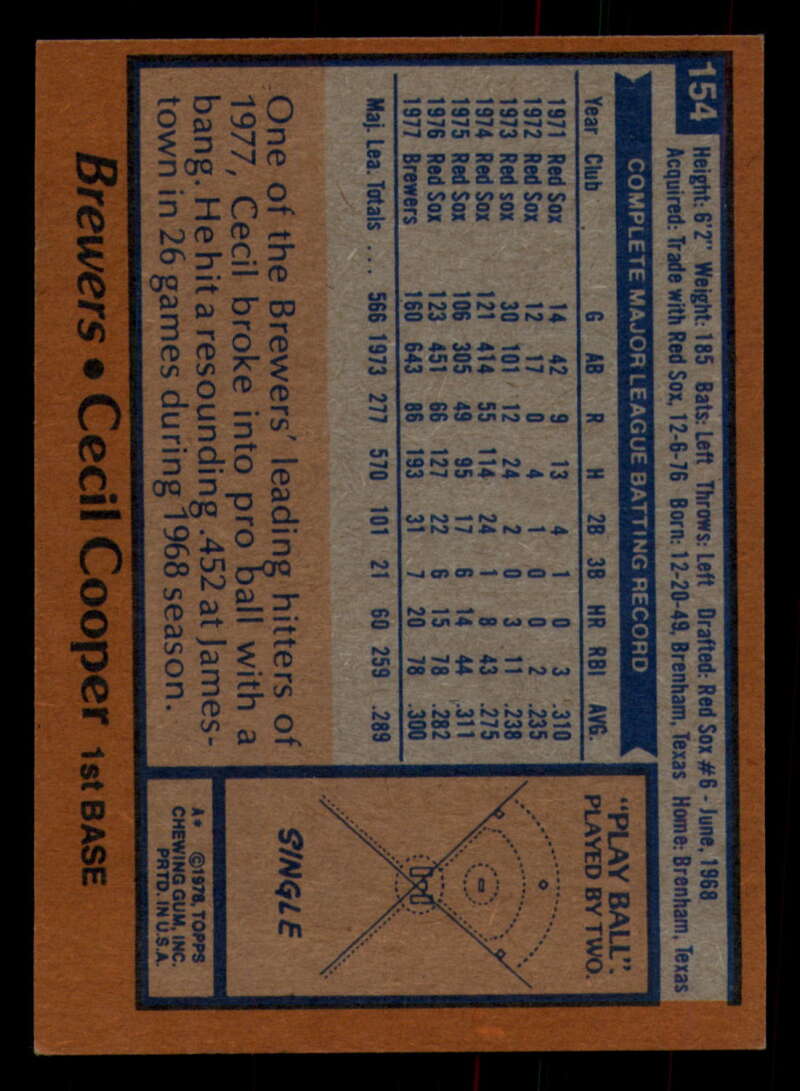 154
Height: 6'2" Weight: 185 Bats: Left Throws: Left Drafted: Red Sox #6 - June, 1968
Acquired: Trade with Red Sox, 12-6-76 Born: 12-20-49, Brenham, Texas Home: Brenham, Texas
COMPLETE MAJOR LEAGUE BATTING RECORD
Year Club G AB R H 2B 3B HR RBI AVG.
1971 Red Sox 14 42 9 13 4 1 0 3 .310
1972 Red Sox 12 17 0 4 1 0 0 2 .235
1973 Red sox 30 101 12 24 2 0 3 11 .238
1974 Red Sox 121 414 55 114 24 1 8 43 .275
1975 Red Sox 106 305 49 95 17 6 14 44 .311
1976 Red Sox 123 451 66 127 22 6 15 78 .282
1977 Brewers 160 643 86 193 31 7 20 78 .300
Maj. Lea. Totals .... 566 1973 277 570 101 21 60 259 .289
One of the Brewers' leading hitters of
1977, Cecil broke into pro ball with a
bang. He hit a resounding .452 at James-
town in 26 games during 1968 season.
"PLAY BALL".
PLAYED BY TWO.
SINGLE
A* ©1978, TOPPS
CHEWING GUM, INC.
PRTD. IN U.S.A.
Brewers • Cecil Cooper 1st BASE